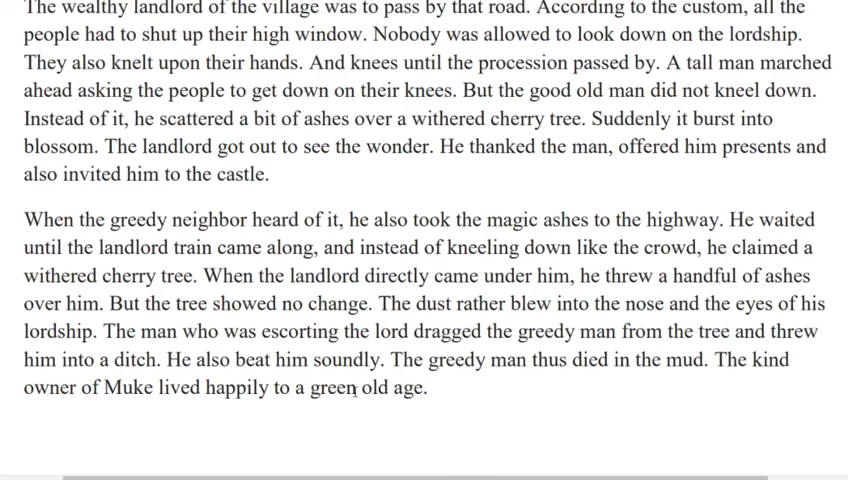 The wealthy landlord of the village was to pass by that road. According to the custom, all the
people had to shut up their high window. Nobody was allowed to look down on the lordship.
They also knelt upon their hands. And knees until the procession passed by. A tall man marched
ahead asking the people to get down on their knees. But the good old man did not kneel down.
Instead of it, he scattered a bit of ashes over a withered cherry tree. Suddenly it burst into
blossom. The landlord got out to see the wonder. He thanked the man, offered him presents and
also invited him to the castle.
When the greedy neighbor heard of it, he also took the magic ashes to the highway. He waited
until the landlord train came along, and instead of kneeling down like the crowd, he claimed a
withered cherry tree. When the landlord directly came under him, he threw a handful of ashes
over him. But the tree showed no change. The dust rather blew into the nose and the eyes of his
lordship. The man who was escorting the lord dragged the greedy man from the tree and threw
him into a ditch. He also beat him soundly. The greedy man thus died in the mud. The kind
owner of Muke lived happily to a green old age.